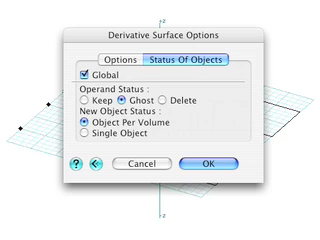 z
Derivative Surface Options
Options Status Of Objects
Global
Operand Status :
Keep Ghost Delete
New Object Status :
Object Per Volume
Single Object
? Cancel OK
z